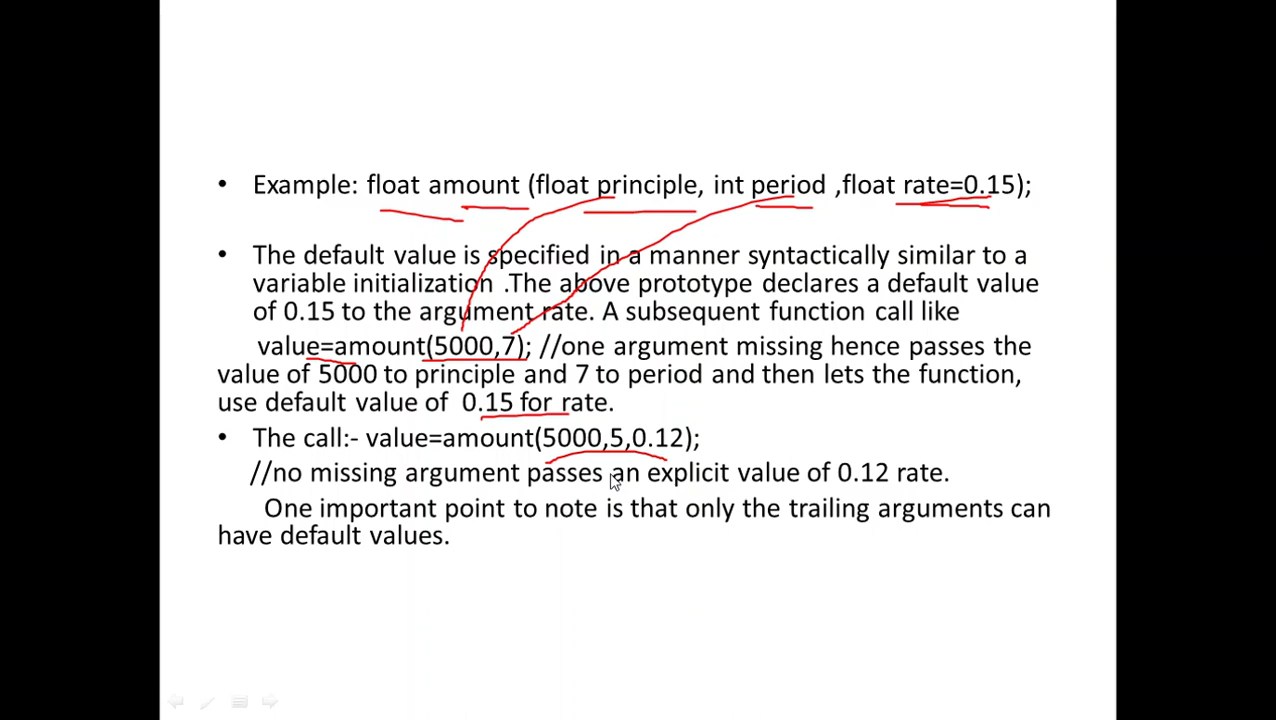 • Example: float amount (float principle, int period ,float rate=0.15);
• The default value is specified in a manner syntactically similar to a
variable initialization .The above prototype declares a default value
of 0.15 to the argument rate. A subsequent function call like
value=amount(5000,7); //one argument missing hence passes the
value of 5000 to principle and 7 to period and then lets the function,
use default value of 0.15 for rate.
• The call:- value=amount(5000,5,0.12);
//no missing argument passes an explicit value of 0.12 rate.
One important point to note is that only the trailing arguments can
have default values.